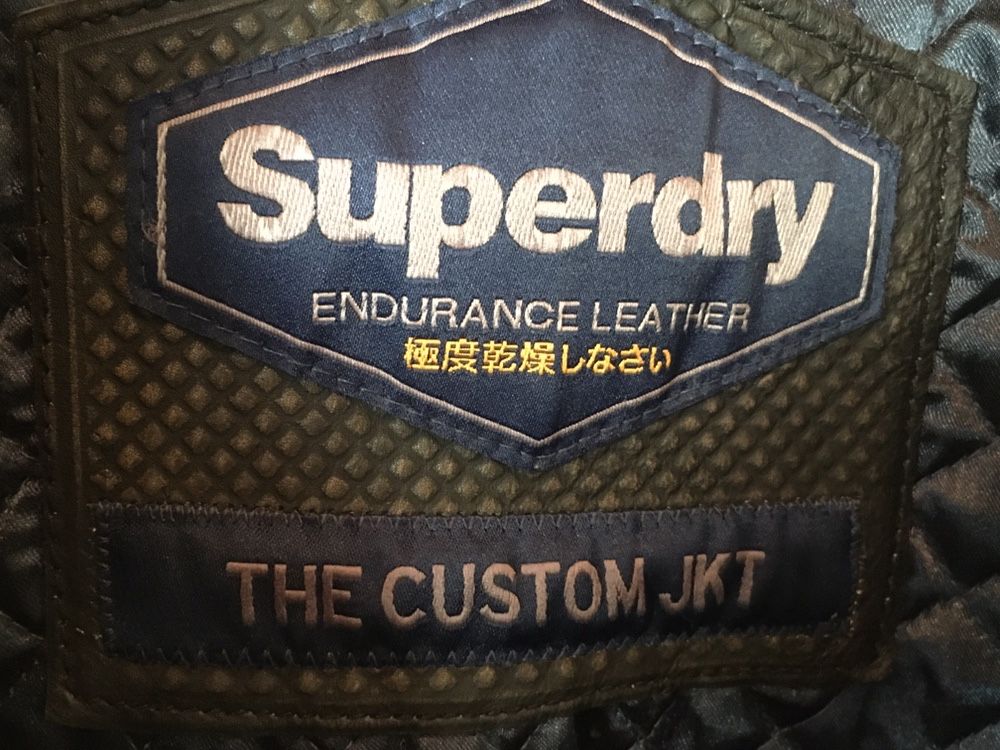 Superdry
ENDURANCE LEATHER
極度乾燥しなさい
THE CUSTOM JKT